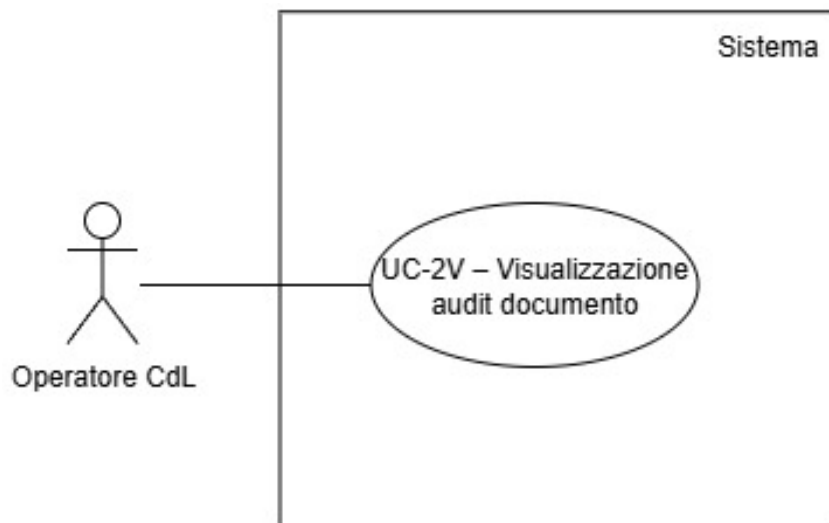 Sistema
UC-2V – Visualizzazione
audit documento
Operatore CdL